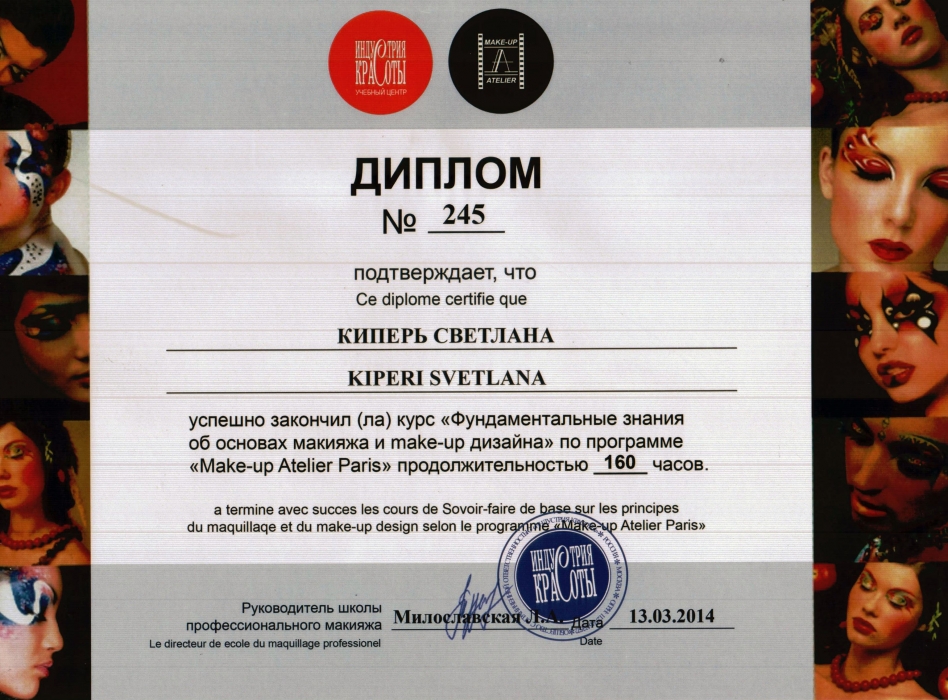 ИНДУСТРИЯ
КРАСОТЫ
УЧЕБНЫЙ ЦЕНТР
MAKE-UP
ATELIER
ДИПЛОМ
№ 245
подтверждает, что
Ce diplome certifie que
КИПЕРЬ СВЕТЛАНА
KIPERI SVETLANA
успешно закончил (ла) курс «Фундаментальные знания
об основах макияжа и make-up дизайна» по программе
«Make-up Atelier Paris» продолжительностью 160 часов.
a termine avec succes les cours de Sovoir-faire de base sur les principes
du maquillaqe et du make-up design selon le programme «Make-up Atelier Paris»
ИНДУСТРИЯ
КРАСОТЫ
Руководитель школы
профессионального макияжа
Милославская Л.А. Дата 13.03.2014
Le directeur de ecole du maquillage professionel
Date